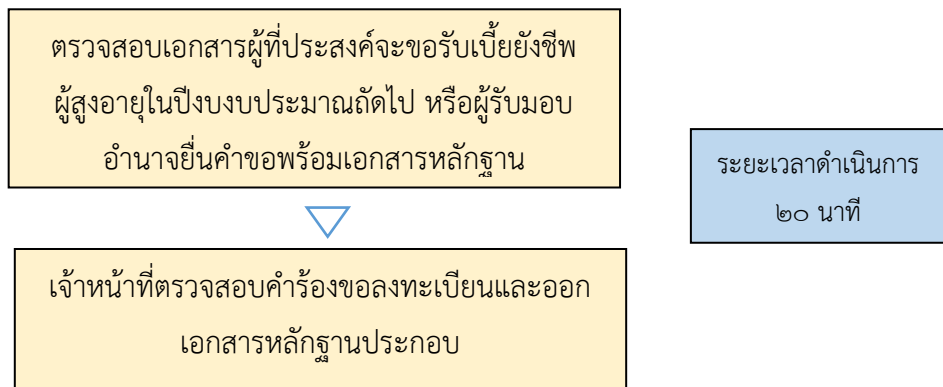 ตรวจสอบเอกสารผู้ที่ประสงค์จะขอรับเบี้ยยังชีพ
ผู้สูงอายุในปีงบงบประมาณถัดไป หรือผู้รับมอบ
อำนาจยื่นคำขอพร้อมเอกสารหลักฐาน
ระยะเวลาดำเนินการ
๒๐ นาที
เจ้าหน้าที่ตรวจสอบคำร้องขอลงทะเบียนและออก
เอกสารหลักฐานประกอบ